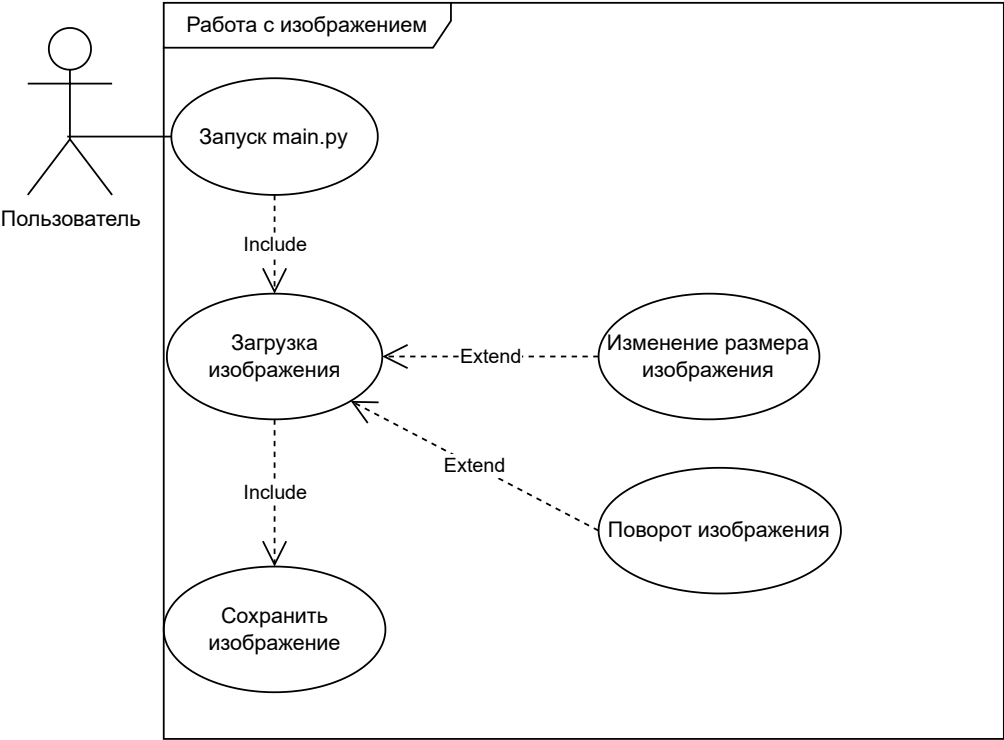 Работа с изображением
Запуск main.py
Пользователь
Include
Загрузка
изображения
Extend
Изменение размера
изображения
Extend
Include
Поворот изображения
Сохранить
изображение